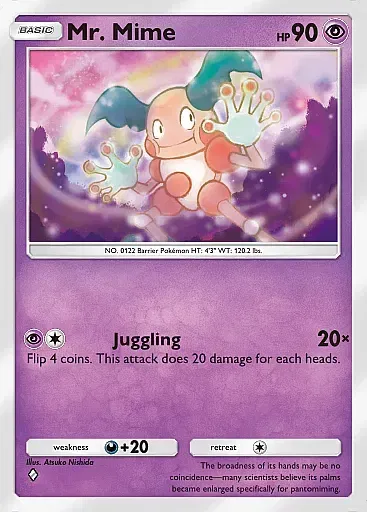 BASIC Mr. Mime HP 90
NO. 0122 Barrier Pokémon HT: 4'3" WT: 120.2 lbs.
Juggling 20×
Flip 4 coins. This attack does 20 damage for each heads.
weakness +20 retreat
Illus. Atsuko Nishida
The broadness of its hands may be no
coincidence—many scientists believe its palms
became enlarged specifically for pantomiming.